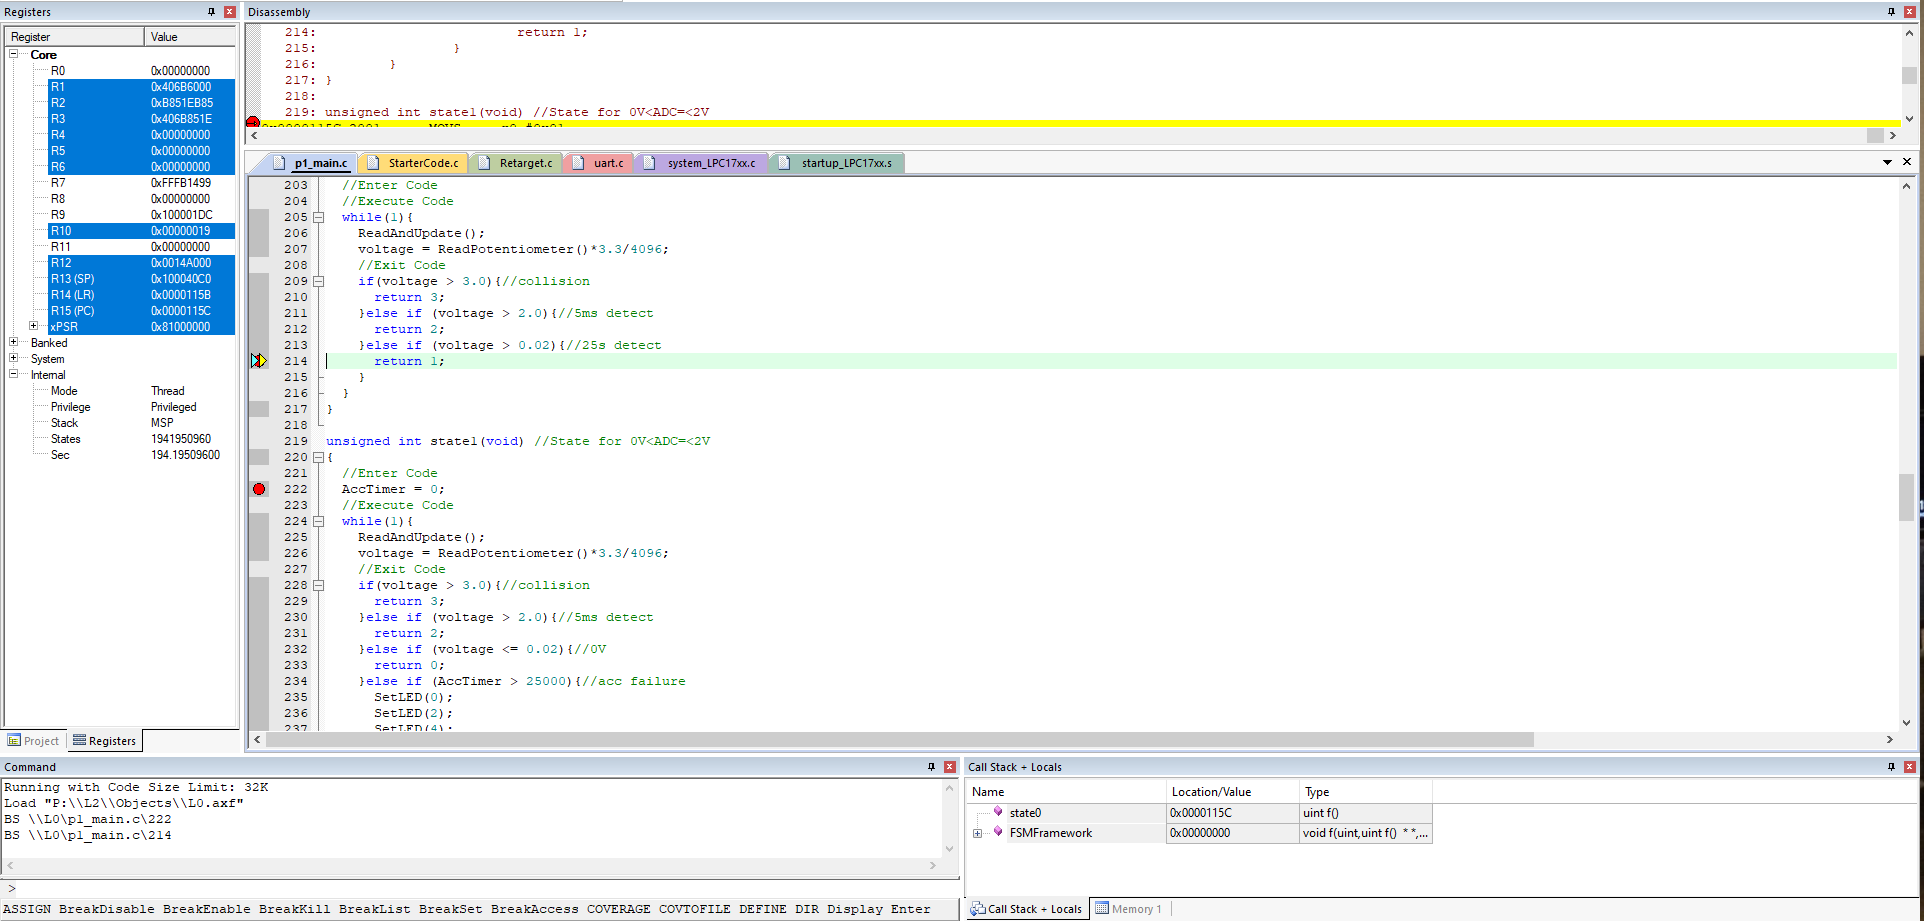 Registers
Register Value
Core
R0 0x00000000
R1 0x406B6000
R2 0xB851EB85
R3 0x406B851E
R4 0x00000000
R5 0x00000000
R6 0x00000000
R7 0xFFFB1499
R8 0x00000000
R9 0x100001DC
R10 0x00000019
R11 0x00000000
R12 0x0014A000
R13 (SP) 0x100040C0
R14 (LR) 0x0000115B
R15 (PC) 0x0000115C
xPSR 0x81000000
Banked
System
Internal
Mode Thread
Privilege Privileged
Stack MSP
States 1941950960
Sec 194.19509600
Project Registers
Disassembly
214: return 1;
215: }
216: }
217: }
218:
219: unsigned int state1(void) //State for 0V<ADC=<2V
0x0000115C 2001 MOVS r0,#0x01
p1_main.c StarterCode.c Retarget.c uart.c system_LPC17xx.c startup_LPC17xx.s
203 //Enter Code
204 //Execute Code
205 while(1){
206 ReadAndUpdate();
207 voltage = ReadPotentiometer()*3.3/4096;
208 //Exit Code
209 if(voltage > 3.0){//collision
210 return 3;
211 }else if (voltage > 2.0){//5ms detect
212 return 2;
213 }else if (voltage > 0.02){//25s detect
214 return 1;
215 }
216 }
217 }
218
219 unsigned int state1(void) //State for 0V<ADC=<2V
220 {
221 //Enter Code
222 AccTimer = 0;
223 //Execute Code
224 while(1){
225 ReadAndUpdate();
226 voltage = ReadPotentiometer()*3.3/4096;
227 //Exit Code
228 if(voltage > 3.0){//collision
229 return 3;
230 }else if (voltage > 2.0){//5ms detect
231 return 2;
232 }else if (voltage <= 0.02){//0V
233 return 0;
234 }else if (AccTimer > 25000){//acc failure
235 SetLED(0);
236 SetLED(2);
237 SetLED(4);
Command
Running with Code Size Limit: 32K
Load "P:\\L2\\Objects\\L0.axf"
BS \\L0\p1_main.c\222
BS \\L0\p1_main.c\214
>
ASSIGN BreakDisable BreakEnable BreakKill BreakList BreakSet BreakAccess COVERAGE COVTOFILE DEFINE DIR Display Enter
Call Stack + Locals
Name Location/Value Type
state0 0x0000115C uint f()
FSMFramework 0x00000000 void f(uint,uint f() * *,...
Call Stack + Locals Memory 1